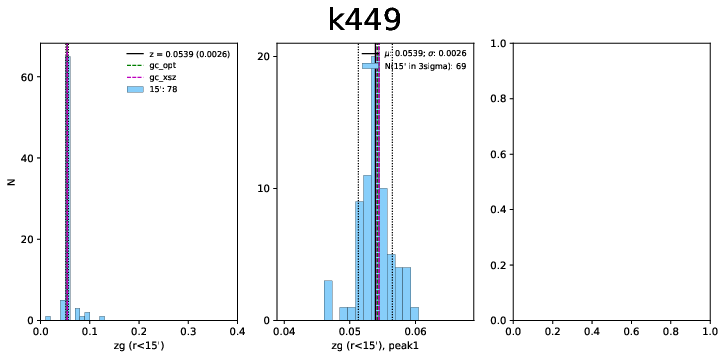 k449
z = 0.0539 (0.0026)
gc_opt
gc_xsz
15': 78
N
60
40
20
0
0.0 0.1 0.2 0.3 0.4
zg (r<15')
μ: 0.0539; σ: 0.0026
N(15' in 3sigma): 69
20
10
0
0.04 0.05 0.06
zg (r<15'), peak1
1.0
0.8
0.6
0.4
0.2
0.0
0.0 0.2 0.4 0.6 0.8 1.0